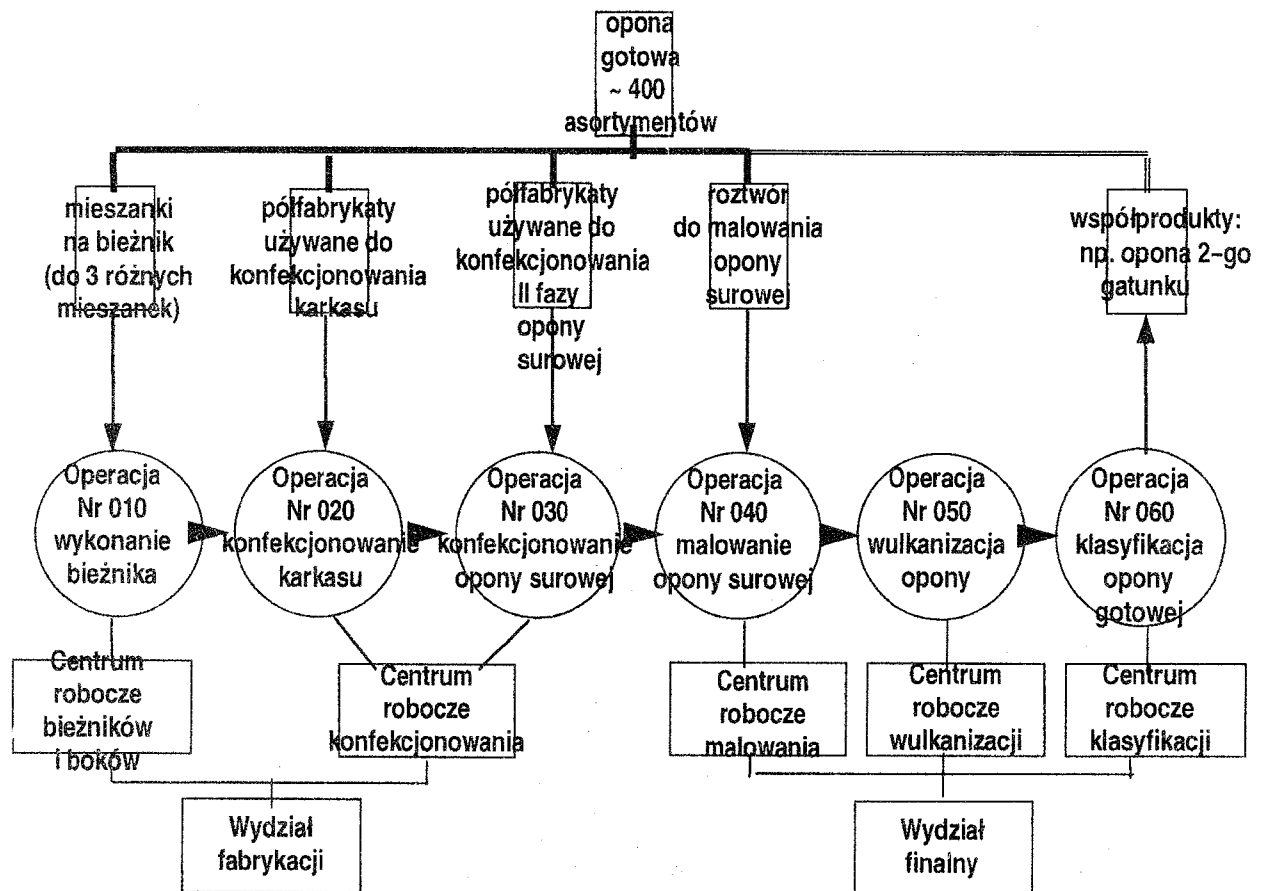 opona
gotowa
~ 400
asortymentów
mieszanki
na bieżnik
(do 3 różnych
mieszanek)
półfabrykaty
używane do
konfekcjonowania
karkasu
półfabrykaty
używane do
konfekcjonowania
II fazy
opony
surowej
roztwór
do malowania
opony
surowej
współprodukty:
np. opona 2-go
gatunku
Operacja
Nr 010
wykonanie
bieżnika
Operacja
Nr 020
konfekcjonowanie
karkasu
Operacja
Nr 030
konfekcjonowanie
opony surowej
Operacja
Nr 040
malowanie
opony surowej
Operacja
Nr 050
wulkanizacja
opony
Operacja
Nr 060
klasyfikacja
opony
gotowej
Centrum
robocze
bieżników
i boków
Centrum
robocze
konfekcjonowania
Centrum
robocze
malowania
Centrum
robocze
wulkanizacji
Centrum
robocze
klasyfikacji
Wydział
fabrykacji
Wydział
finalny